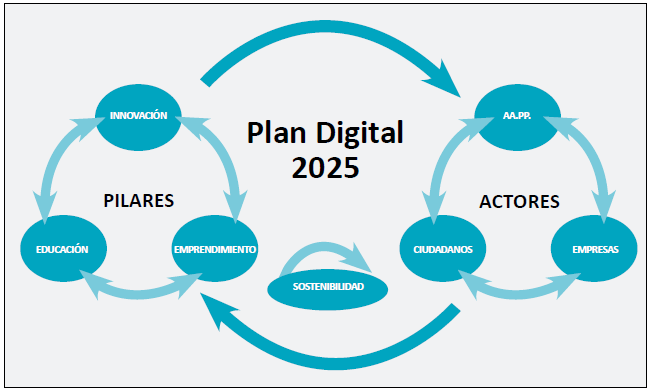 Plan Digital
2025
INNOVACIÓN
PILARES
EDUCACIÓN
EMPRENDIMIENTO
SOSTENIBILIDAD
AA.PP.
ACTORES
CIUDADANOS
EMPRESAS